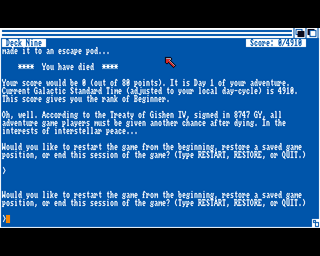 Deck Nine Score: 0/4910
made it to an escape pod...
**** You have died ****
Your score would be 0 (out of 80 points). It is Day 1 of your adventure.
Current Galactic Standard Time (adjusted to your local day-cycle) is 4910.
This score gives you the rank of Beginner.
Oh, well. According to the Treaty of Gishen IV, signed in 8747 GY, all
adventure game players must be given another chance after dying. In the
interests of interstellar peace...
Would you like to restart the game from the beginning, restore a saved game
position, or end this session of the game? (Type RESTART, RESTORE, or QUIT.)
)
Would you like to restart the game from the beginning, restore a saved game
position, or end this session of the game? (Type RESTART, RESTORE, or QUIT.)
)